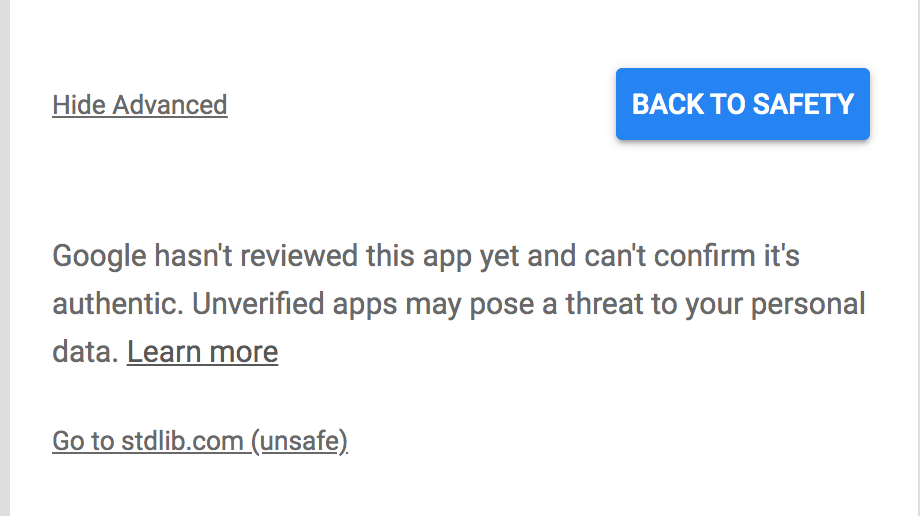 Hide Advanced
BACK TO SAFETY
Google hasn't reviewed this app yet and can't confirm it's
authentic. Unverified apps may pose a threat to your personal
data. Learn more
Go to stdlib.com (unsafe)